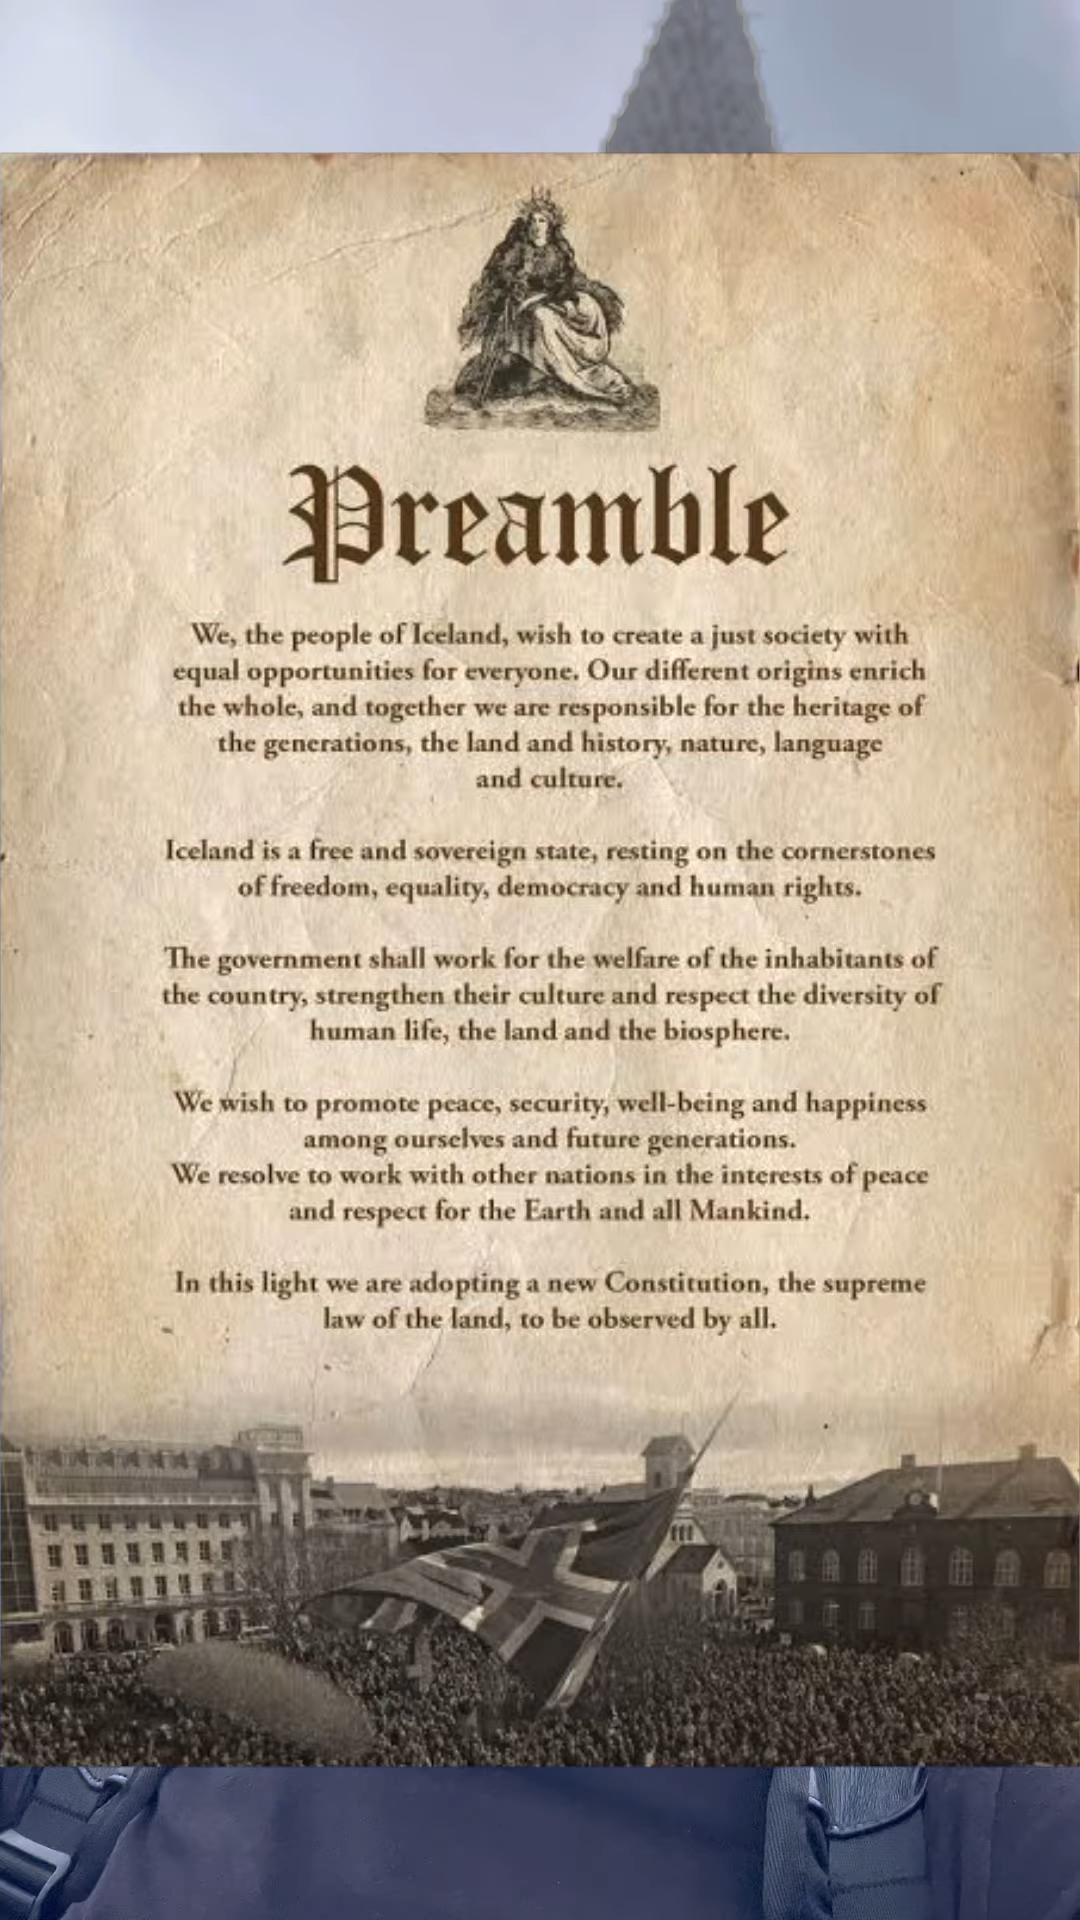 Preamble
We, the people of Iceland, wish to create a just society with
equal opportunities for everyone. Our different origins enrich
the whole, and together we are responsible for the heritage of
the generations, the land and history, nature, language
and culture.
Iceland is a free and sovereign state, resting on the cornerstones
of freedom, equality, democracy and human rights.
The government shall work for the welfare of the inhabitants of
the country, strengthen their culture and respect the diversity of
human life, the land and the biosphere.
We wish to promote peace, security, well-being and happiness
among ourselves and future generations.
We resolve to work with other nations in the interests of peace
and respect for the Earth and all Mankind.
In this light we are adopting a new Constitution, the supreme
law of the land, to be observed by all.